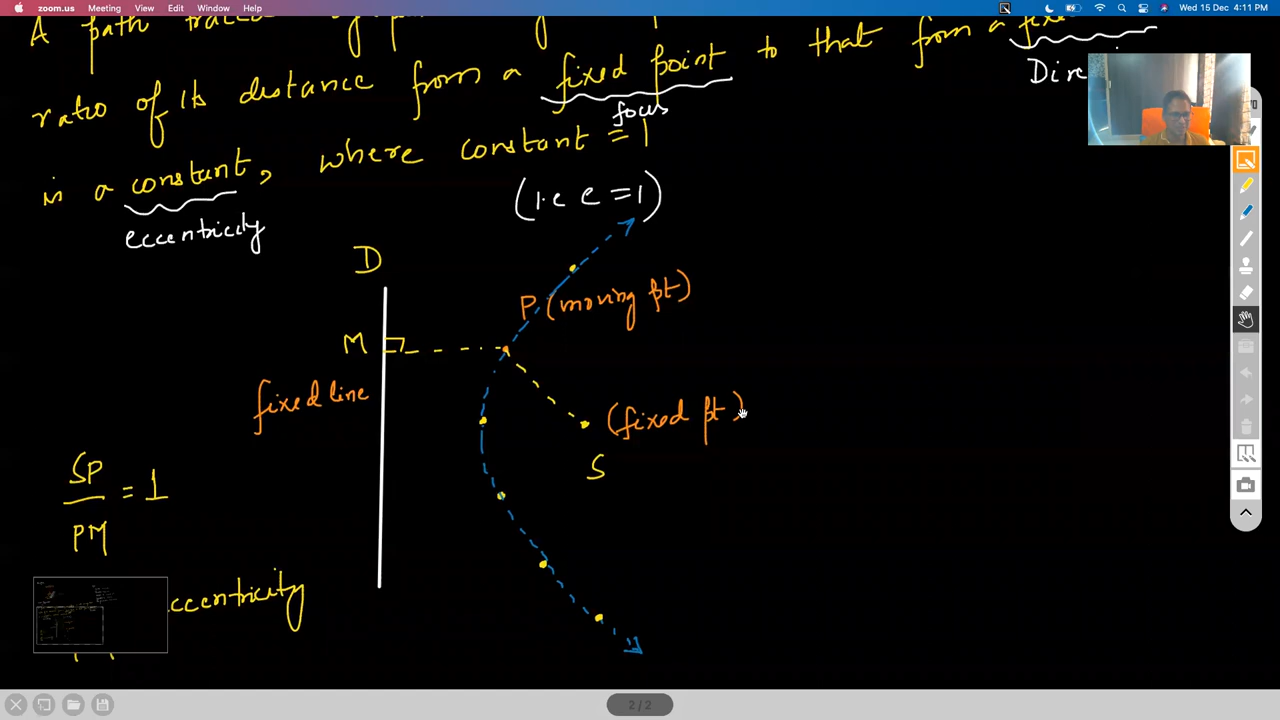 zoom.us Meeting View Edit Window Help Wed 15 Dec 4:11 PM
A path
ratio of its distance from a fixed point to that from a
focus
is a constant, where constant = 1
eccentricity
(i.e e = 1)
D
P (moving pt)
M
fixed line
(fixed pt)
S
SP
PM
= 1
ccentricity
2 / 2